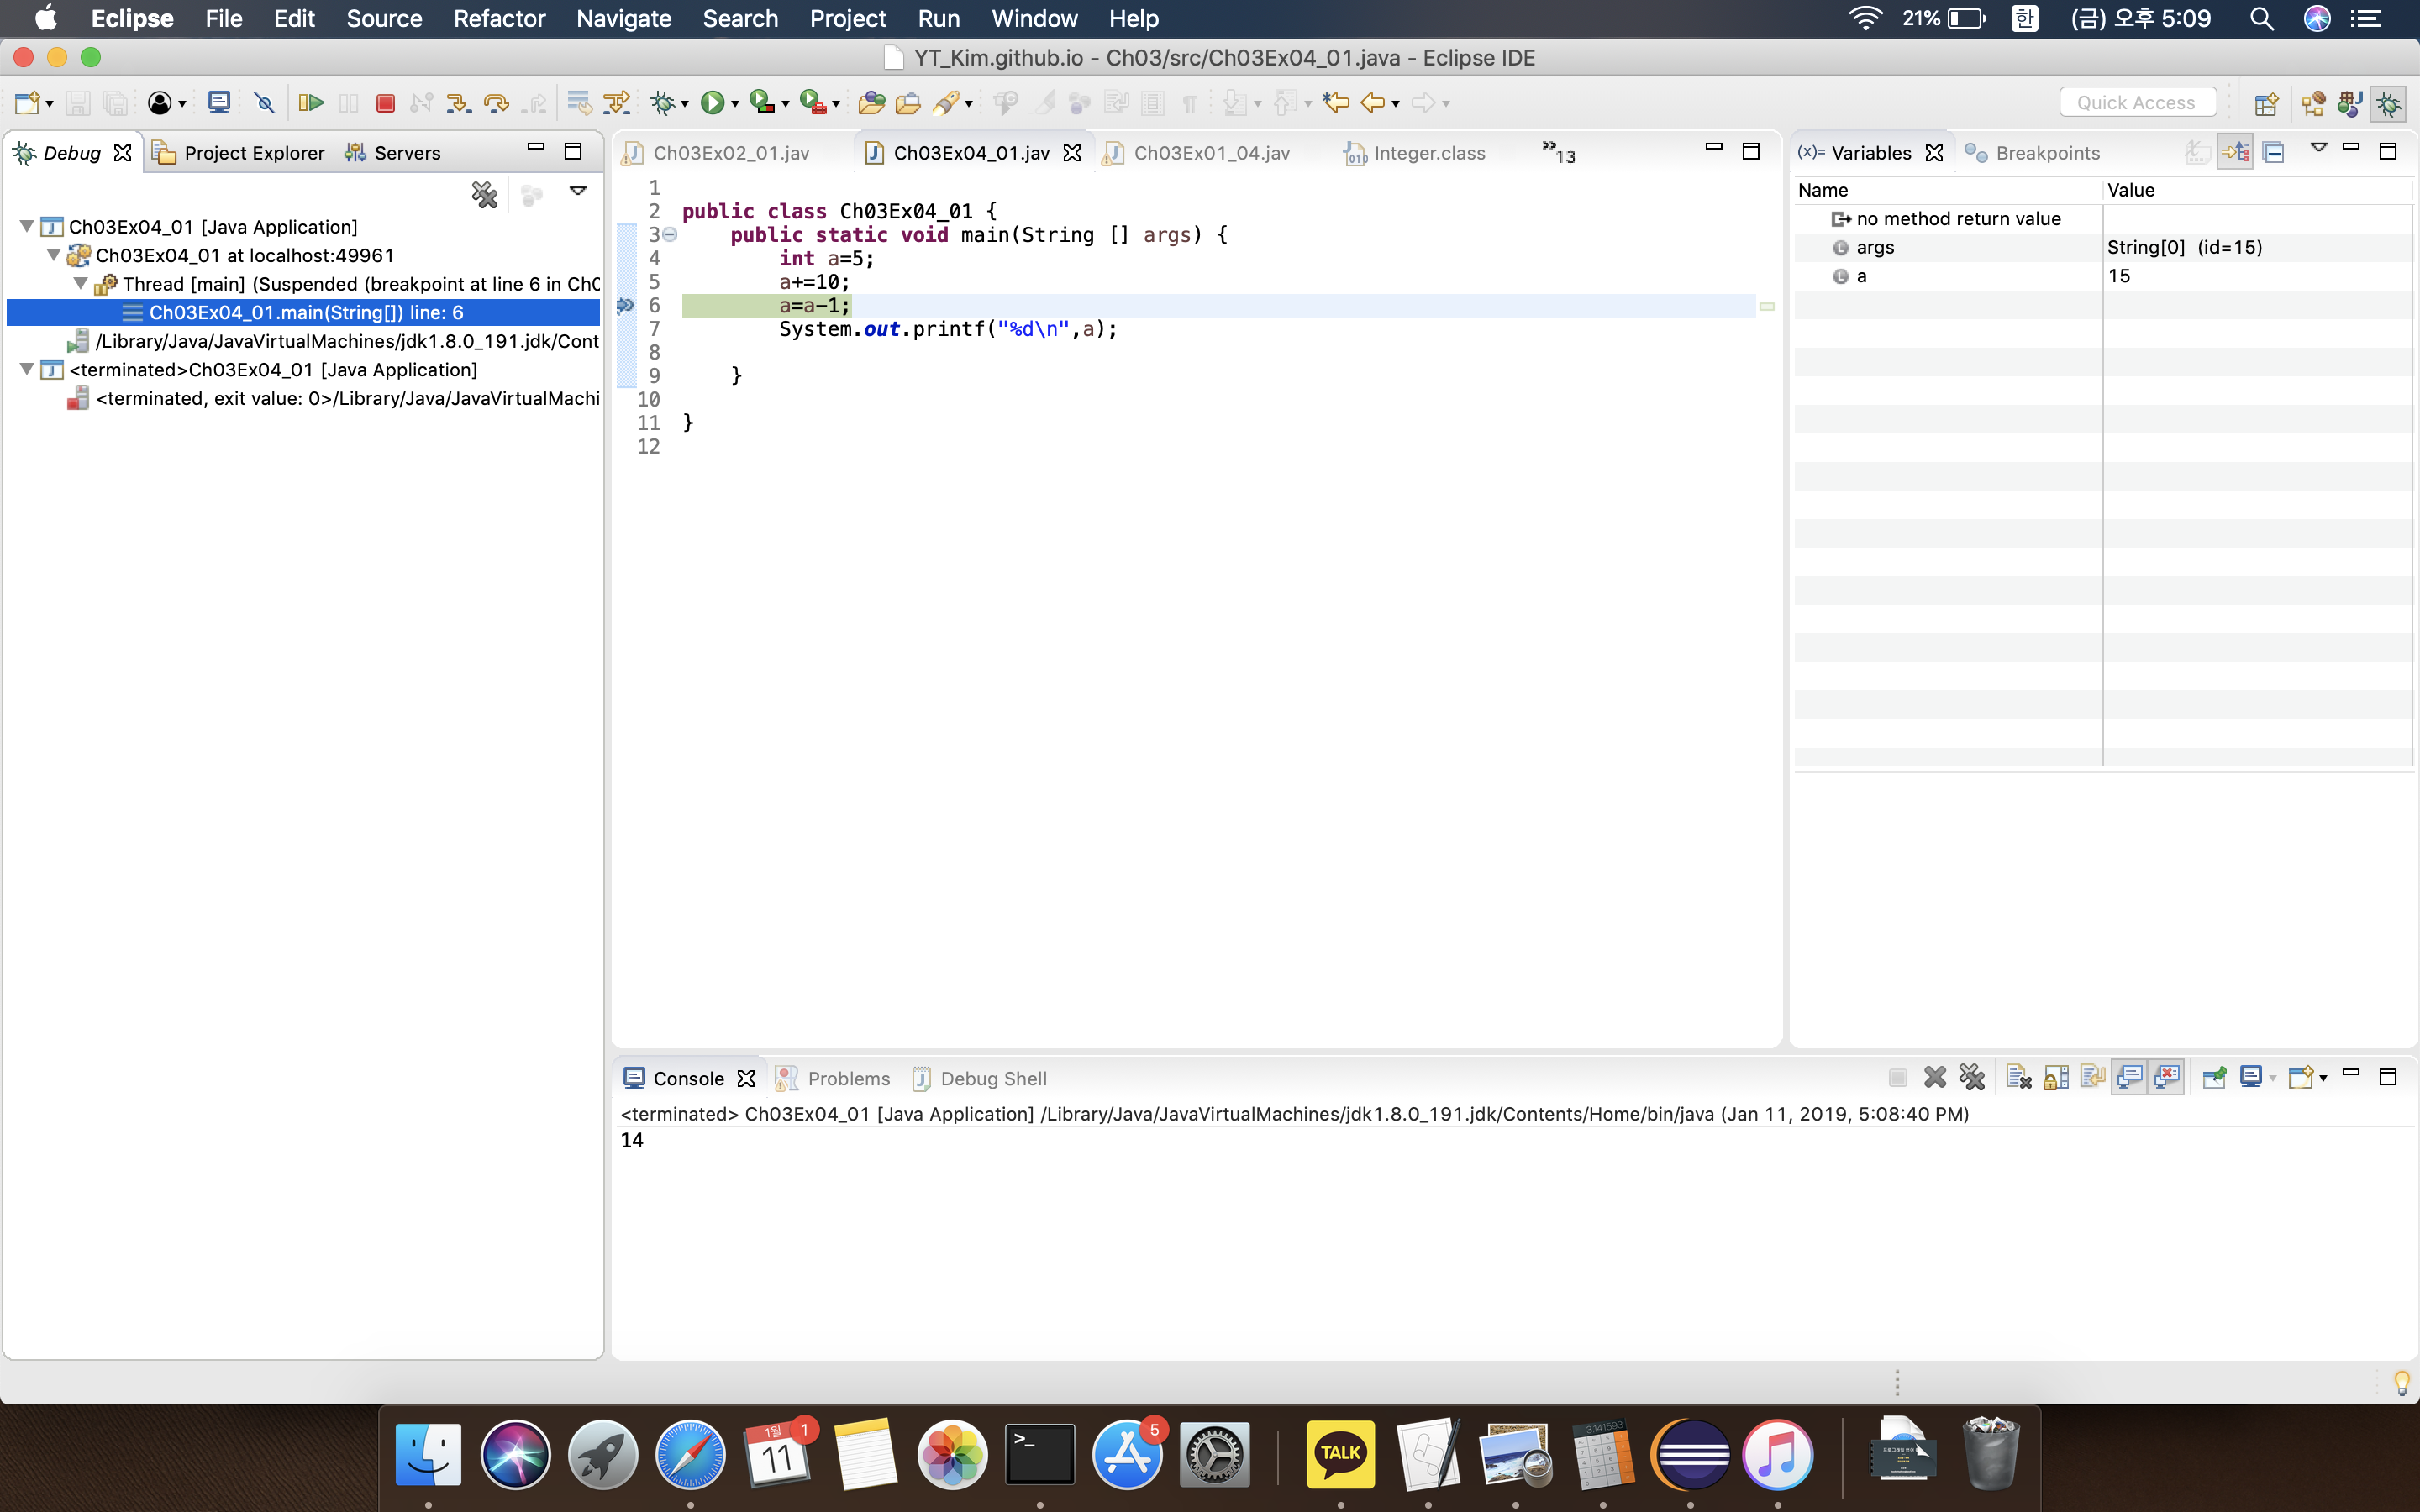 Eclipse File Edit Source Refactor Navigate Search Project Run Window Help 21% 한 (금) 오후 5:09
YT_Kim.github.io - Ch03/src/Ch03Ex04_01.java - Eclipse IDE
Quick Access
Debug Project Explorer Servers
Ch03Ex04_01 [Java Application]
Ch03Ex04_01 at localhost:49961
Thread [main] (Suspended (breakpoint at line 6 in Ch0
Ch03Ex04_01.main(String[]) line: 6
/Library/Java/JavaVirtualMachines/jdk1.8.0_191.jdk/Cont
<terminated>Ch03Ex04_01 [Java Application]
<terminated, exit value: 0>/Library/Java/JavaVirtualMachi
Ch03Ex02_01.jav Ch03Ex04_01.jav Ch03Ex01_04.jav Integer.class »13
1
2 public class Ch03Ex04_01 {
3 public static void main(String [] args) {
4 int a=5;
5 a+=10;
6 a=a-1;
7 System.out.printf("%d\n",a);
8
9 }
10
11 }
12
(x)= Variables Breakpoints
Name Value
no method return value
args String[0] (id=15)
a 15
Console Problems Debug Shell
<terminated> Ch03Ex04_01 [Java Application] /Library/Java/JavaVirtualMachines/jdk1.8.0_191.jdk/Contents/Home/bin/java (Jan 11, 2019, 5:08:40 PM)
14
1월
11
1
>_
5
TALK
3.141593